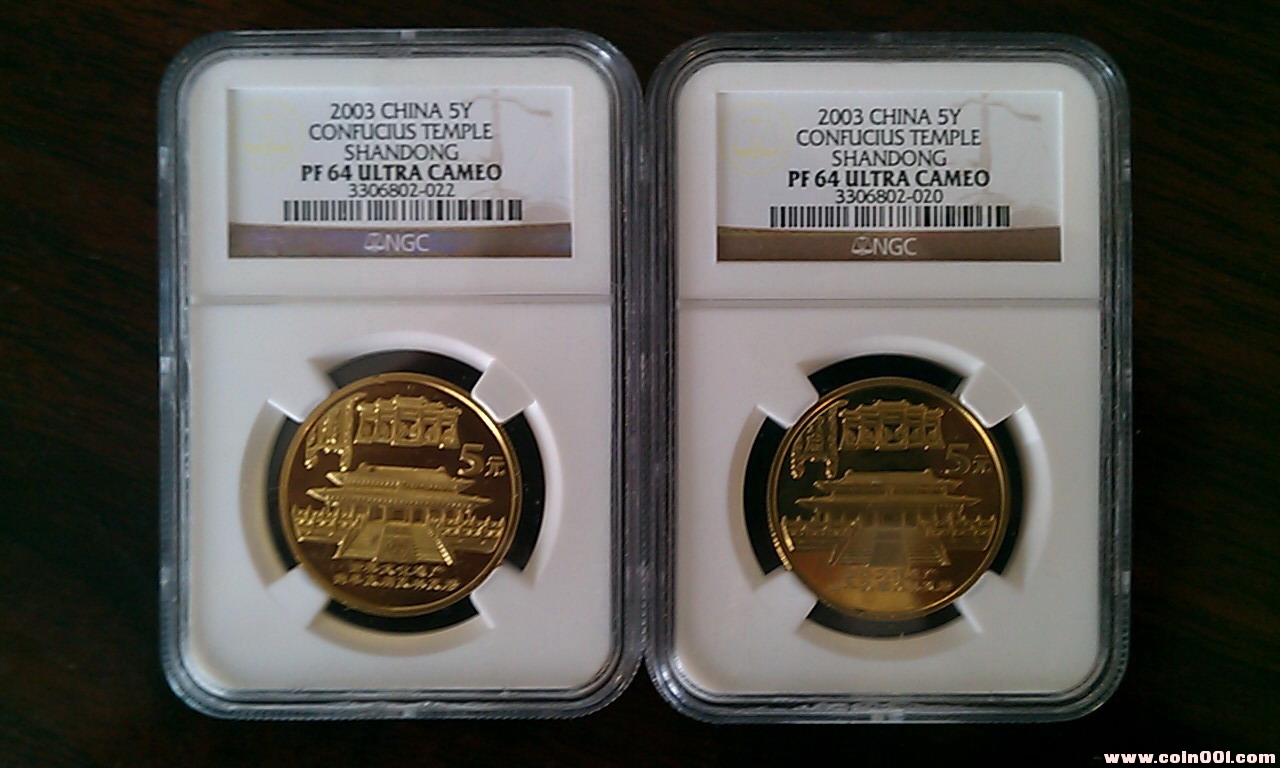 2003 CHINA 5Y
CONFUCIUS TEMPLE
SHANDONG
PF 64 ULTRA CAMEO
3306802-022
NGC
5元
2003 CHINA 5Y
CONFUCIUS TEMPLE
SHANDONG
PF 64 ULTRA CAMEO
3306802-020
NGC
5元
www.coin001.com